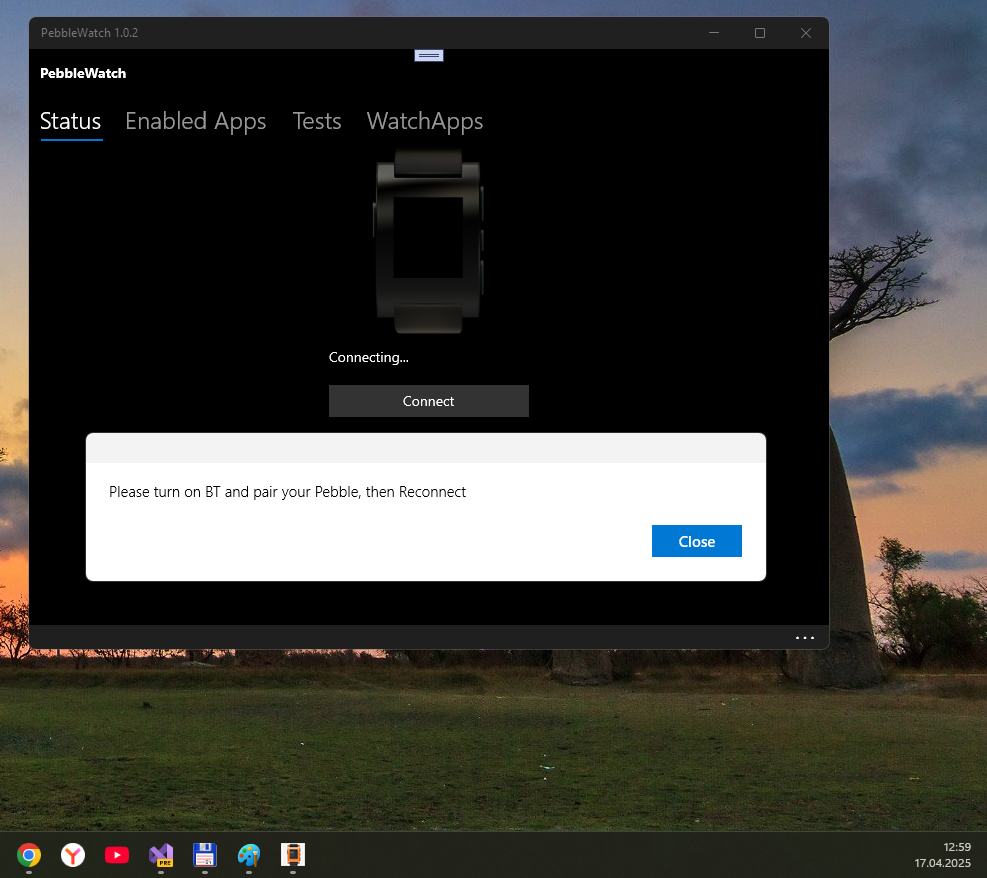 PebbleWatch 1.0.2
PebbleWatch
Status Enabled Apps Tests WatchApps
Connecting...
Connect
Please turn on BT and pair your Pebble, then Reconnect
Close
PRE
12:59
17.04.2025